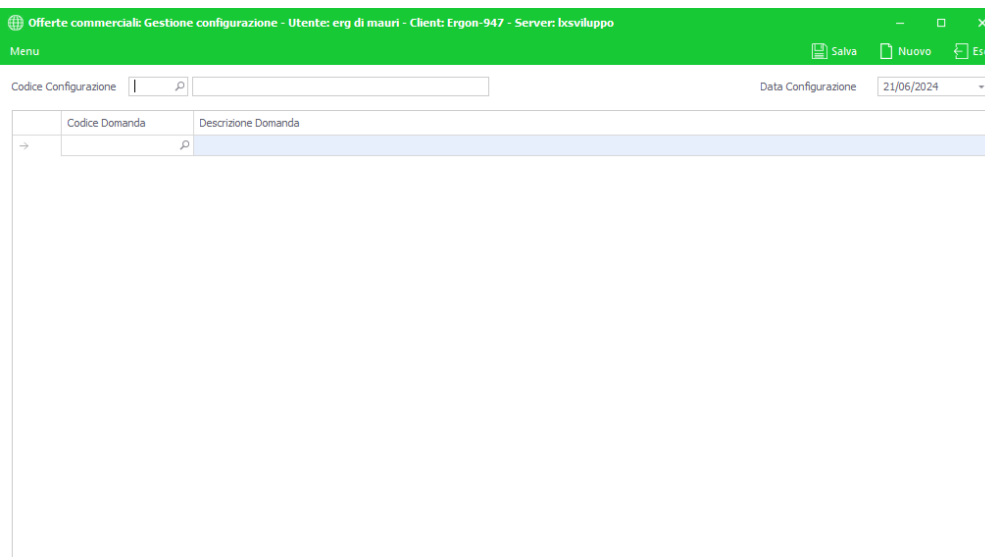 Offerte commerciali: Gestione configurazione - Utente: erg di mauri - Client: Ergon-947 - Server: lxsviluppo
Menu Salva Nuovo Es
Codice Configurazione Data Configurazione 21/06/2024
Codice Domanda Descrizione Domanda